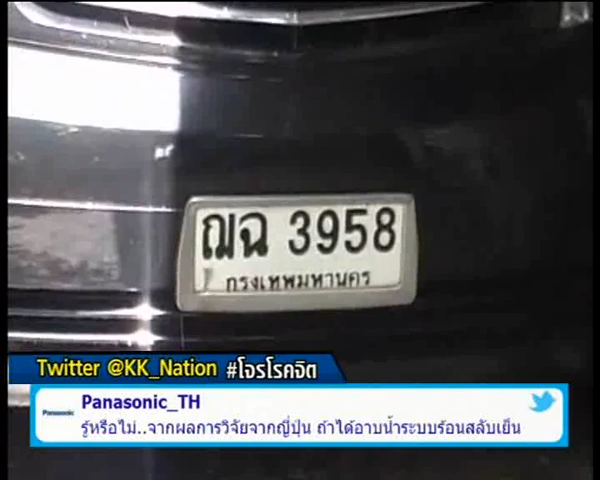 ฌฉ 3958
กรุงเทพมหานคร
Twitter @KK_Nation #โจรโรคจิต
Panasonic_TH
Panasonic
รู้หรือไม่..จากผลการวิจัยจากญี่ปุ่น ถ้าได้อาบน้ำระบบร้อนสลับเย็น